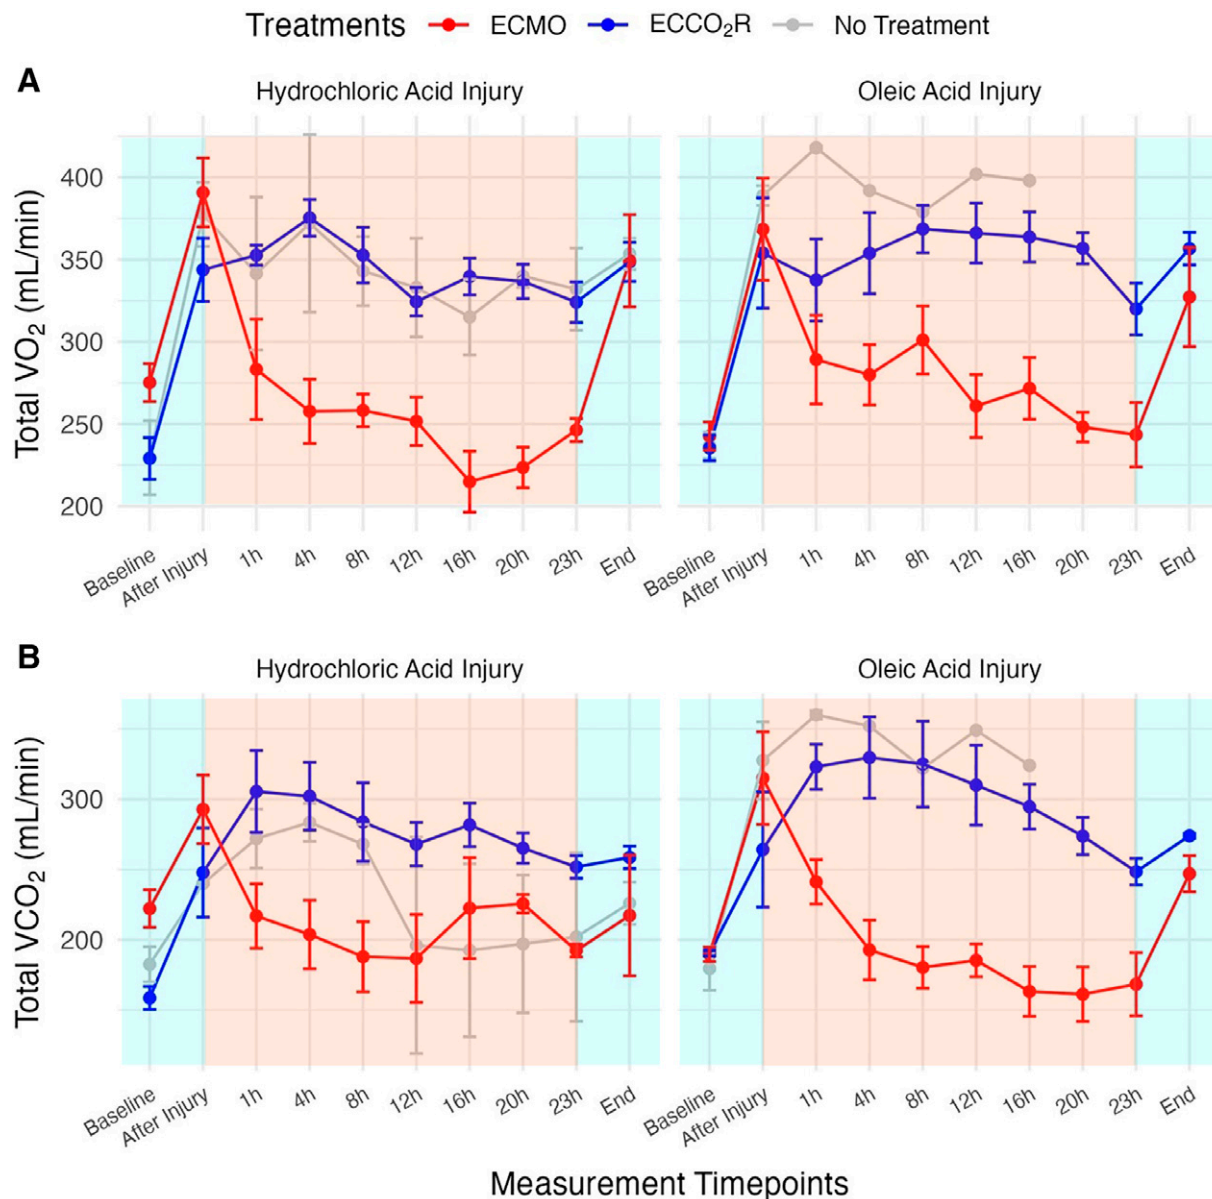 Treatments ECMO ECCO₂R No Treatment
A
Hydrochloric Acid Injury Oleic Acid Injury
Total VO₂ (mL/min)
400
350
300
250
200
Baseline After Injury 1h 4h 8h 12h 16h 20h 23h End
Baseline After Injury 1h 4h 8h 12h 16h 20h 23h End
B
Hydrochloric Acid Injury Oleic Acid Injury
Total VCO₂ (mL/min)
300
200
Baseline After Injury 1h 4h 8h 12h 16h 20h 23h End
Baseline After Injury 1h 4h 8h 12h 16h 20h 23h End
Measurement Timepoints